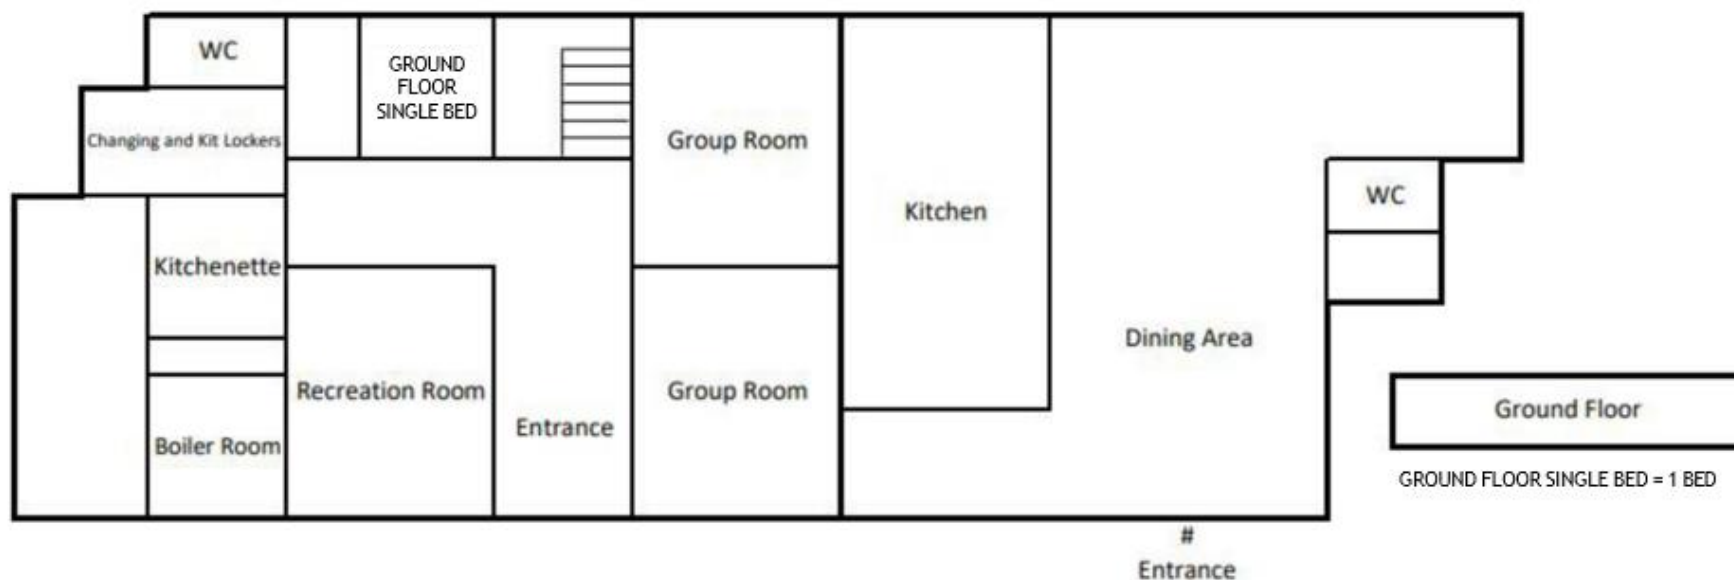 WC
GROUND
FLOOR
SINGLE BED
Changing and Kit Lockers
Group Room
Kitchen
WC
Kitchenette
Dining Area
Recreation Room
Group Room
Entrance
Boiler Room
Ground Floor
GROUND FLOOR SINGLE BED = 1 BED
#
Entrance